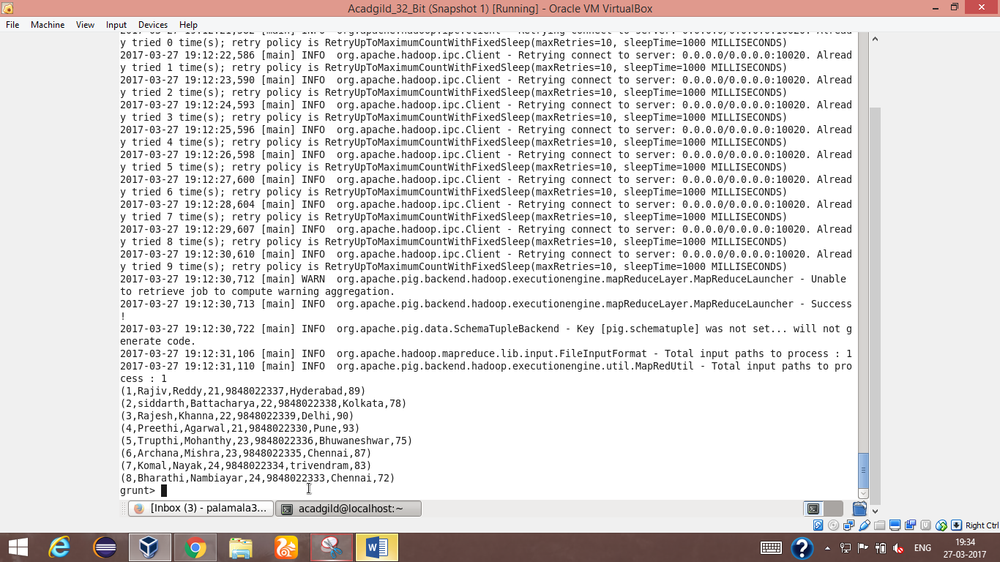 Acadgild_32_Bit (Snapshot 1) [Running] - Oracle VM VirtualBox
File Machine View Input Devices Help
y tried 0 time(s); retry policy is RetryUpToMaximumCountWithFixedSleep(maxRetries=10, sleepTime=1000 MILLISECONDS)
2017-03-27 19:12:22,586 [main] INFO  org.apache.hadoop.ipc.Client - Retrying connect to server: 0.0.0.0/0.0.0.0:10020. Alread
y tried 1 time(s); retry policy is RetryUpToMaximumCountWithFixedSleep(maxRetries=10, sleepTime=1000 MILLISECONDS)
2017-03-27 19:12:23,590 [main] INFO  org.apache.hadoop.ipc.Client - Retrying connect to server: 0.0.0.0/0.0.0.0:10020. Alread
y tried 2 time(s); retry policy is RetryUpToMaximumCountWithFixedSleep(maxRetries=10, sleepTime=1000 MILLISECONDS)
2017-03-27 19:12:24,593 [main] INFO  org.apache.hadoop.ipc.Client - Retrying connect to server: 0.0.0.0/0.0.0.0:10020. Alread
y tried 3 time(s); retry policy is RetryUpToMaximumCountWithFixedSleep(maxRetries=10, sleepTime=1000 MILLISECONDS)
2017-03-27 19:12:25,596 [main] INFO  org.apache.hadoop.ipc.Client - Retrying connect to server: 0.0.0.0/0.0.0.0:10020. Alread
y tried 4 time(s); retry policy is RetryUpToMaximumCountWithFixedSleep(maxRetries=10, sleepTime=1000 MILLISECONDS)
2017-03-27 19:12:26,598 [main] INFO  org.apache.hadoop.ipc.Client - Retrying connect to server: 0.0.0.0/0.0.0.0:10020. Alread
y tried 5 time(s); retry policy is RetryUpToMaximumCountWithFixedSleep(maxRetries=10, sleepTime=1000 MILLISECONDS)
2017-03-27 19:12:27,600 [main] INFO  org.apache.hadoop.ipc.Client - Retrying connect to server: 0.0.0.0/0.0.0.0:10020. Alread
y tried 6 time(s); retry policy is RetryUpToMaximumCountWithFixedSleep(maxRetries=10, sleepTime=1000 MILLISECONDS)
2017-03-27 19:12:28,604 [main] INFO  org.apache.hadoop.ipc.Client - Retrying connect to server: 0.0.0.0/0.0.0.0:10020. Alread
y tried 7 time(s); retry policy is RetryUpToMaximumCountWithFixedSleep(maxRetries=10, sleepTime=1000 MILLISECONDS)
2017-03-27 19:12:29,607 [main] INFO  org.apache.hadoop.ipc.Client - Retrying connect to server: 0.0.0.0/0.0.0.0:10020. Alread
y tried 8 time(s); retry policy is RetryUpToMaximumCountWithFixedSleep(maxRetries=10, sleepTime=1000 MILLISECONDS)
2017-03-27 19:12:30,610 [main] INFO  org.apache.hadoop.ipc.Client - Retrying connect to server: 0.0.0.0/0.0.0.0:10020. Alread
y tried 9 time(s); retry policy is RetryUpToMaximumCountWithFixedSleep(maxRetries=10, sleepTime=1000 MILLISECONDS)
2017-03-27 19:12:30,712 [main] WARN  org.apache.pig.backend.hadoop.executionengine.mapReduceLayer.MapReduceLauncher - Unable
to retrieve job to compute warning aggregation.
2017-03-27 19:12:30,713 [main] INFO  org.apache.pig.backend.hadoop.executionengine.mapReduceLayer.MapReduceLauncher - Success
!
2017-03-27 19:12:30,722 [main] INFO  org.apache.pig.data.SchemaTupleBackend - Key [pig.schematuple] was not set... will not g
enerate code.
2017-03-27 19:12:31,106 [main] INFO  org.apache.hadoop.mapreduce.lib.input.FileInputFormat - Total input paths to process : 1
2017-03-27 19:12:31,110 [main] INFO  org.apache.pig.backend.hadoop.executionengine.util.MapRedUtil - Total input paths to pro
cess : 1
(1,Rajiv,Reddy,21,9848022337,Hyderabad,89)
(2,siddarth,Battacharya,22,9848022338,Kolkata,78)
(3,Rajesh,Khanna,22,9848022339,Delhi,90)
(4,Preethi,Agarwal,21,9848022330,Pune,93)
(5,Trupthi,Mohanthy,23,9848022336,Bhuwaneshwar,75)
(6,Archana,Mishra,23,9848022335,Chennai,87)
(7,Komal,Nayak,24,9848022334,trivendram,83)
(8,Bharathi,Nambiayar,24,9848022333,Chennai,72)
grunt>
[Inbox (3) - palamala3... acadgild@localhost:~
Right Ctrl
ENG 19:34
27-03-2017